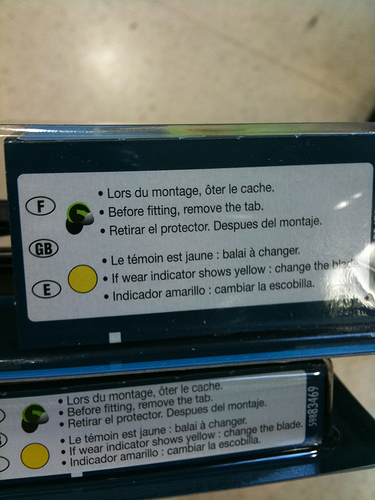 F
• Lors du montage, ôter le cache.
• Before fitting, remove the tab.
• Retirar el protector. Despues del montaje.
GB
E
• Le témoin est jaune : balai à changer.
• If wear indicator shows yellow : change the blade.
• Indicador amarillo : cambiar la escobilla.
• Lors du montage, ôter le cache.
• Before fitting, remove the tab.
• Retirar el protector. Despues del montaje.
• Le témoin est jaune : balai à changer.
• If wear indicator shows yellow : change the blade.
• Indicador amarillo : cambiar la escobilla.